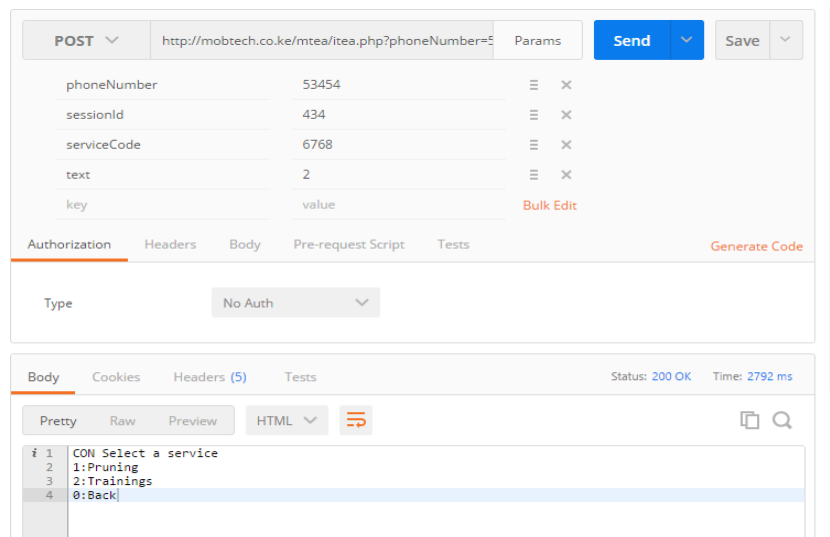 POST http://mobtech.co.ke/mtea/itea.php?phoneNumber=5 Params Send Save
phoneNumber 53454
sessionId 434
serviceCode 6768
text 2
key value Bulk Edit
Authorization Headers Body Pre-request Script Tests Generate Code
Type No Auth
Body Cookies Headers (5) Tests Status: 200 OK Time: 2792 ms
Pretty Raw Preview HTML
i 1 CON Select a service
2 1:Pruning
3 2:Trainings
4 0:Back